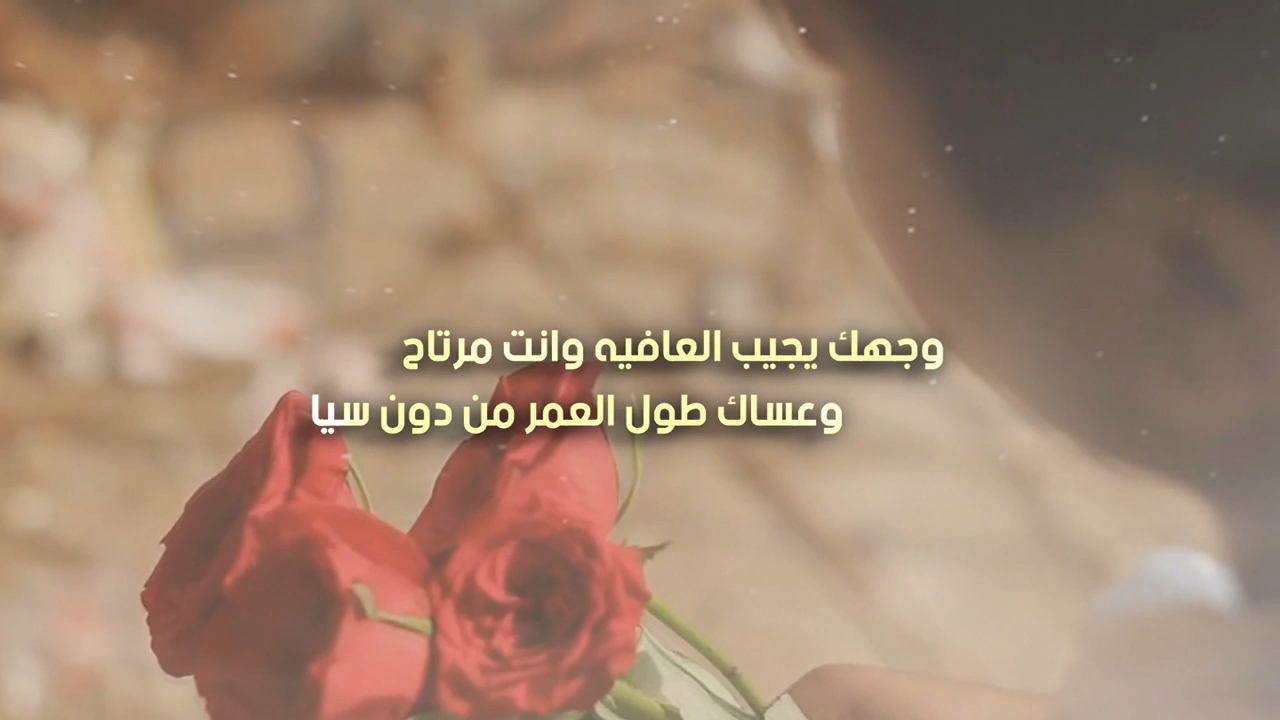 وجهك يجيب العافيه وانت مرتاح
وعساك طول العمر من دون سيا